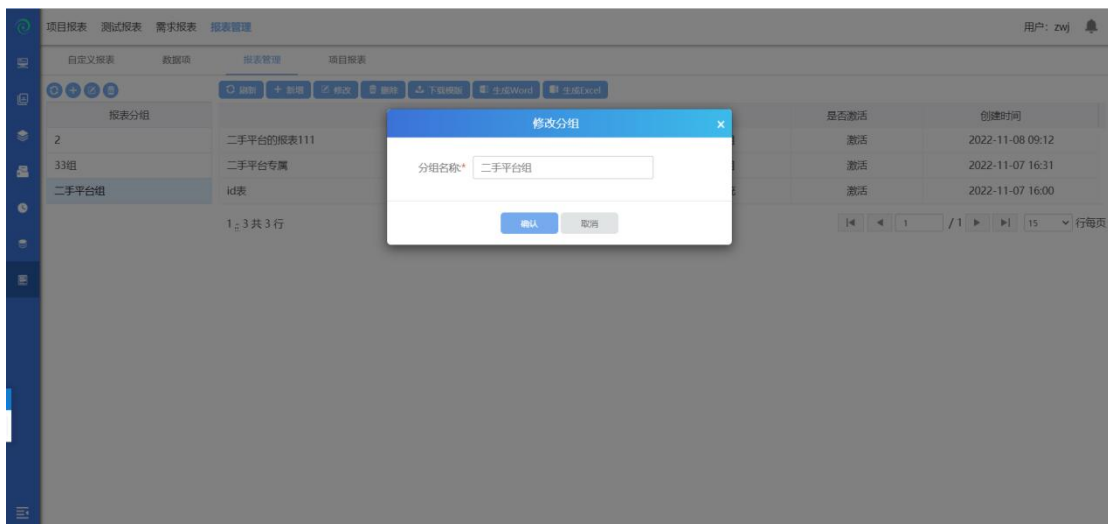 项目报表 测试报表 需求报表 报表管理 用户：zwj
自定义报表 数据项 报表管理 项目报表
刷新 新增 修改 删除 下载模版 生成Word 生成Excel
报表分组 是否激活 创建时间
修改分组
2 二手平台的报表111 激活 2022-11-08 09:12
33组 二手平台专属 激活 2022-11-07 16:31
分组名称:* 二手平台组
二手平台组 id表 激活 2022-11-07 16:00
1 - 3 共 3 行 1 / 1 15 行每页
确认 取消